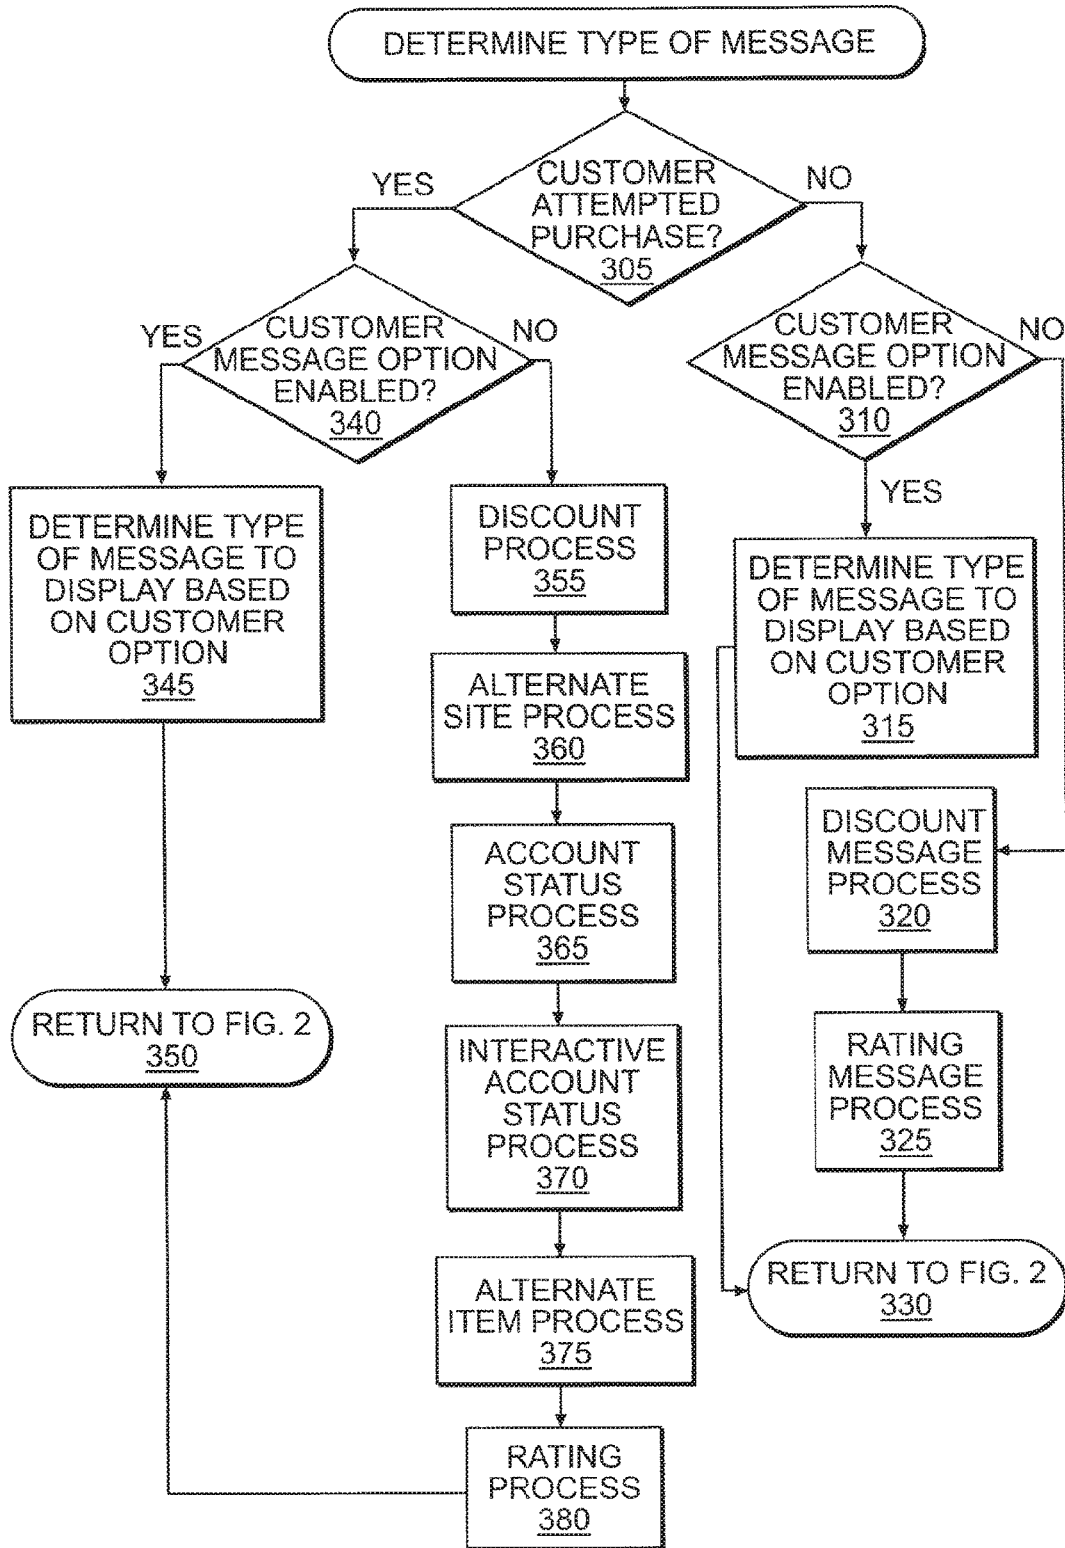 DETERMINE TYPE OF MESSAGE
CUSTOMER
ATTEMPTED
PURCHASE?
305
YES
NO
CUSTOMER
MESSAGE OPTION
ENABLED?
340
YES
NO
CUSTOMER
MESSAGE OPTION
ENABLED?
310
NO
YES
DETERMINE TYPE
OF MESSAGE TO
DISPLAY BASED
ON CUSTOMER
OPTION
345
RETURN TO FIG. 2
350
DISCOUNT
PROCESS
355
ALTERNATE
SITE PROCESS
360
ACCOUNT
STATUS
PROCESS
365
INTERACTIVE
ACCOUNT
STATUS
PROCESS
370
ALTERNATE
ITEM PROCESS
375
RATING
PROCESS
380
DETERMINE TYPE
OF MESSAGE TO
DISPLAY BASED
ON CUSTOMER
OPTION
315
DISCOUNT
MESSAGE
PROCESS
320
RATING
MESSAGE
PROCESS
325
RETURN TO FIG. 2
330